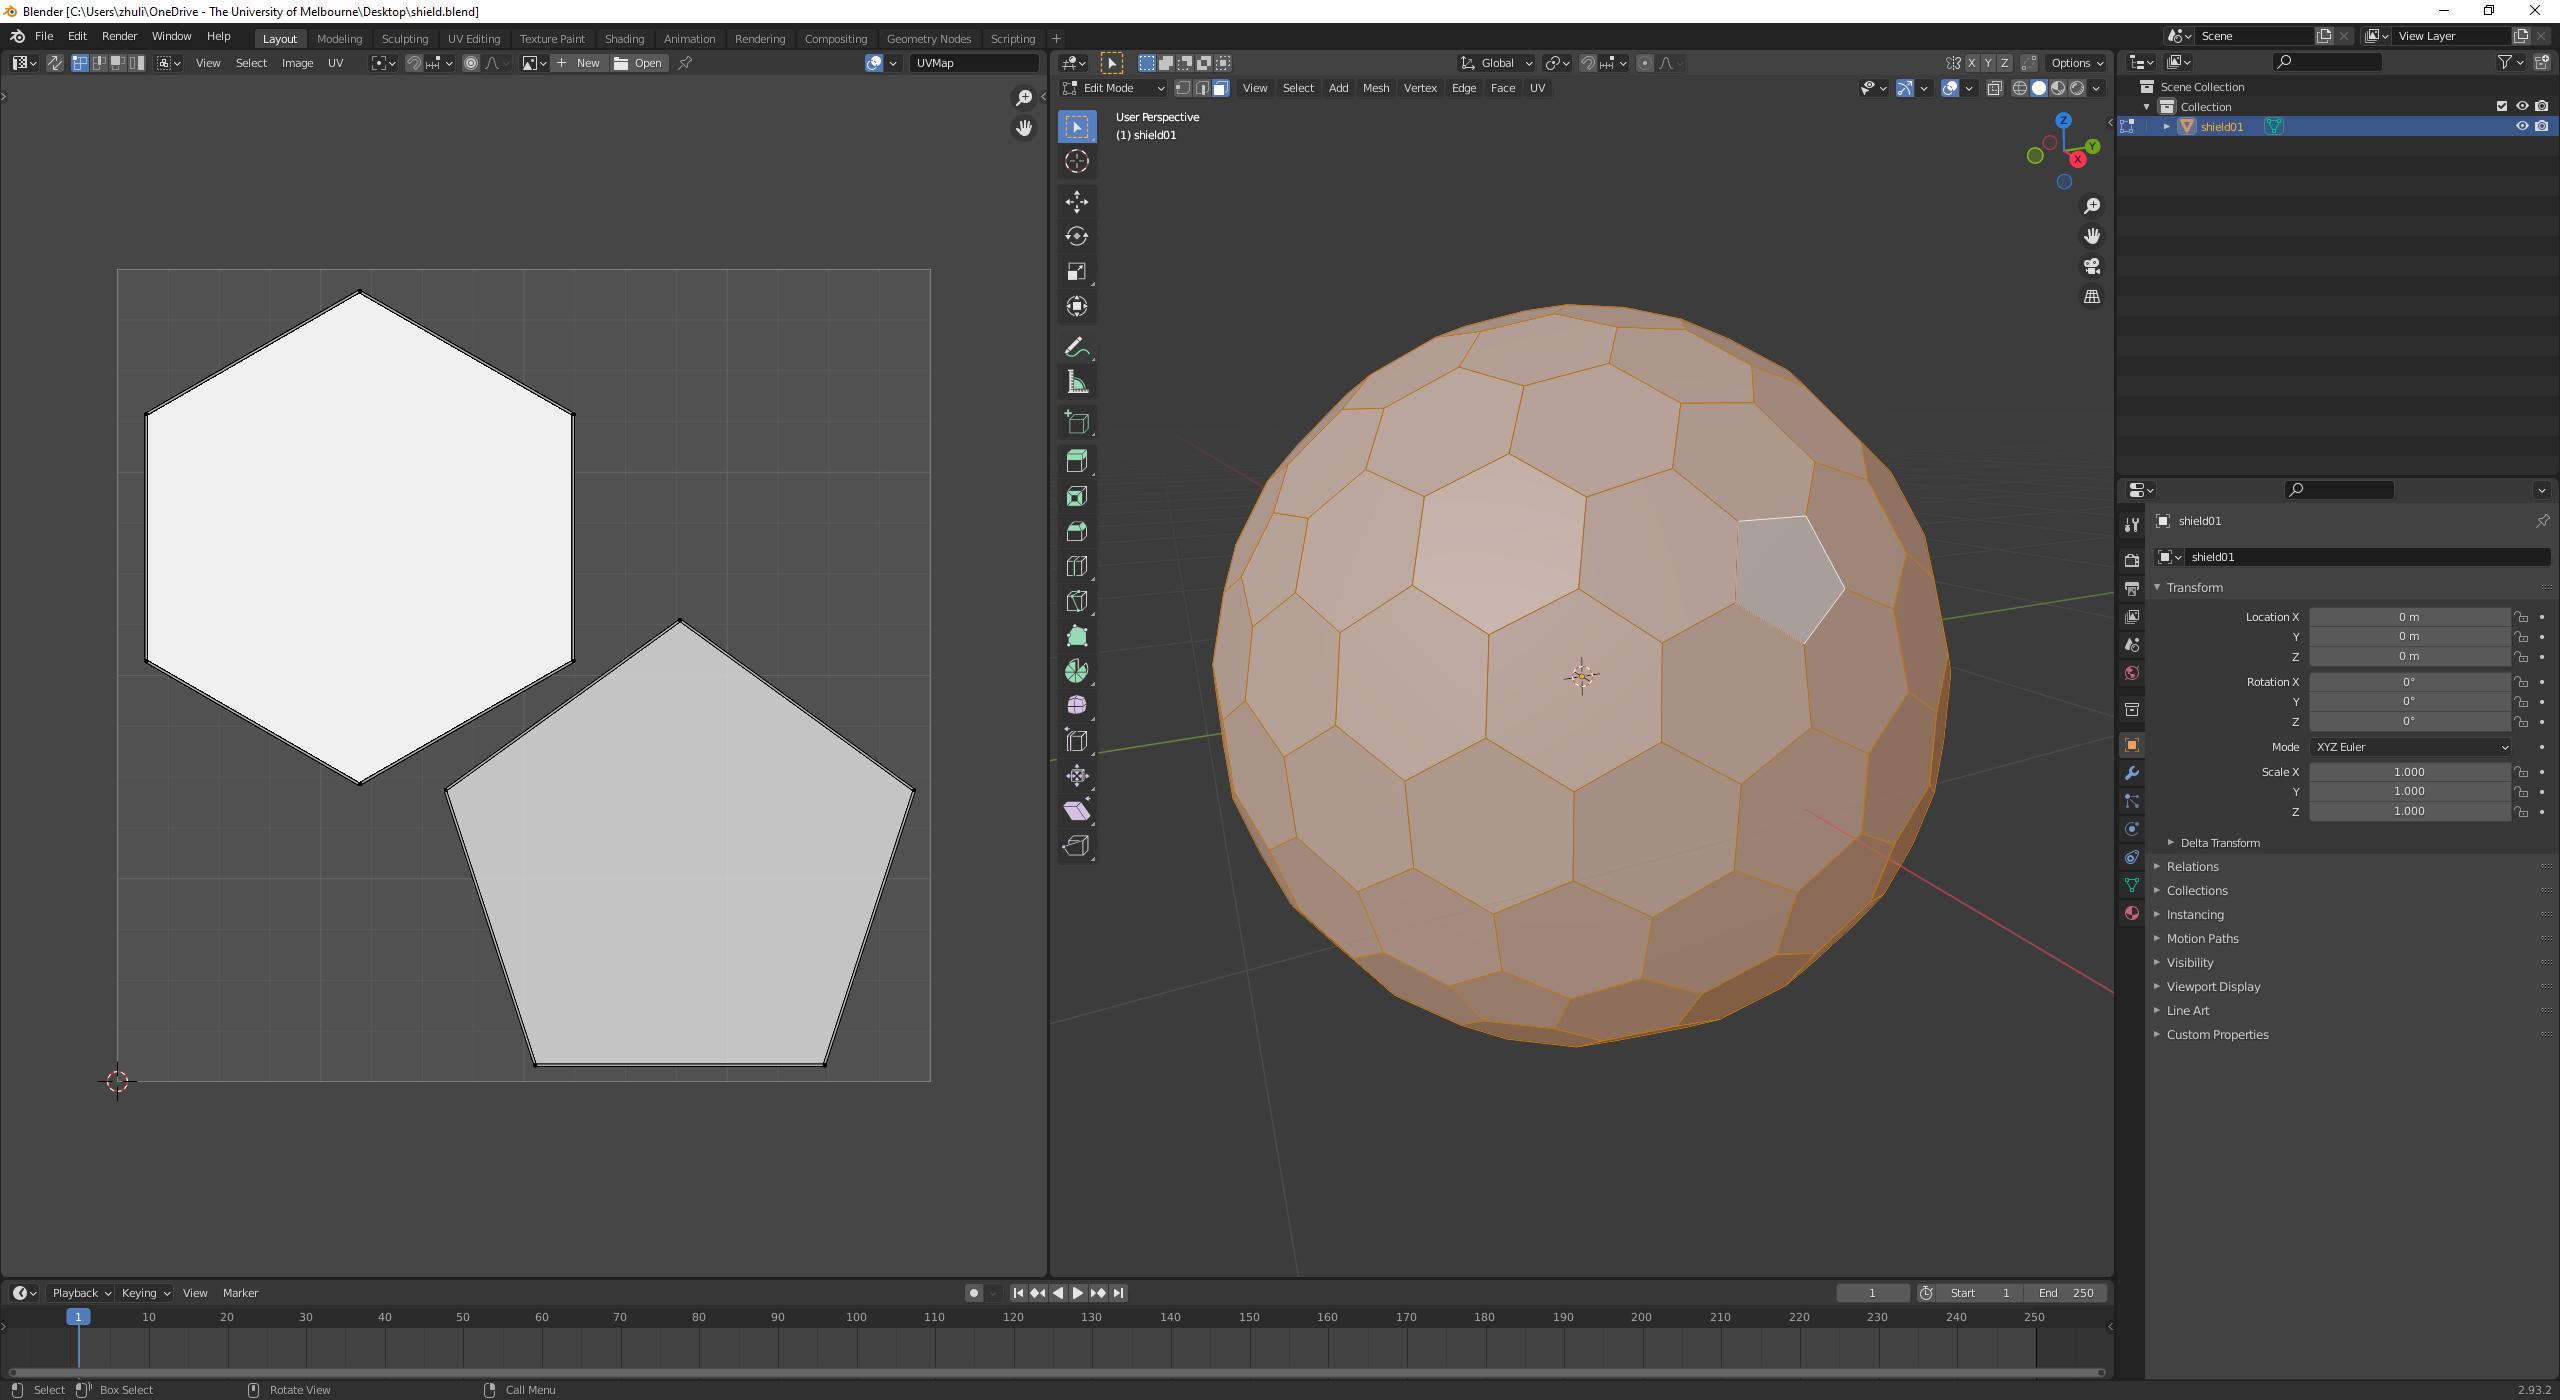 Blender [C:\Users\zhuli\OneDrive - The University of Melbourne\Desktop\shield.blend]
File Edit Render Window Help Layout Modeling Sculpting UV Editing Texture Paint Shading Animation Rendering Compositing Geometry Nodes Scripting + Scene View Layer
View Select Image UV New Open UVMap
Global X Y Z Options
Edit Mode View Select Add Mesh Vertex Edge Face UV
User Perspective
(1) shield01
Z
Y
X
Scene Collection
Collection
shield01
shield01
shield01
Transform
Location X 0 m
Y 0 m
Z 0 m
Rotation X 0°
Y 0°
Z 0°
Mode XYZ Euler
Scale X 1.000
Y 1.000
Z 1.000
Delta Transform
Relations
Collections
Instancing
Motion Paths
Visibility
Viewport Display
Line Art
Custom Properties
Playback Keying View Marker 1 Start 1 End 250
1 10 20 30 40 50 60 70 80 90 100 110 120 130 140 150 160 170 180 190 200 210 220 230 240 250
Select Box Select Rotate View Call Menu 2.93.2